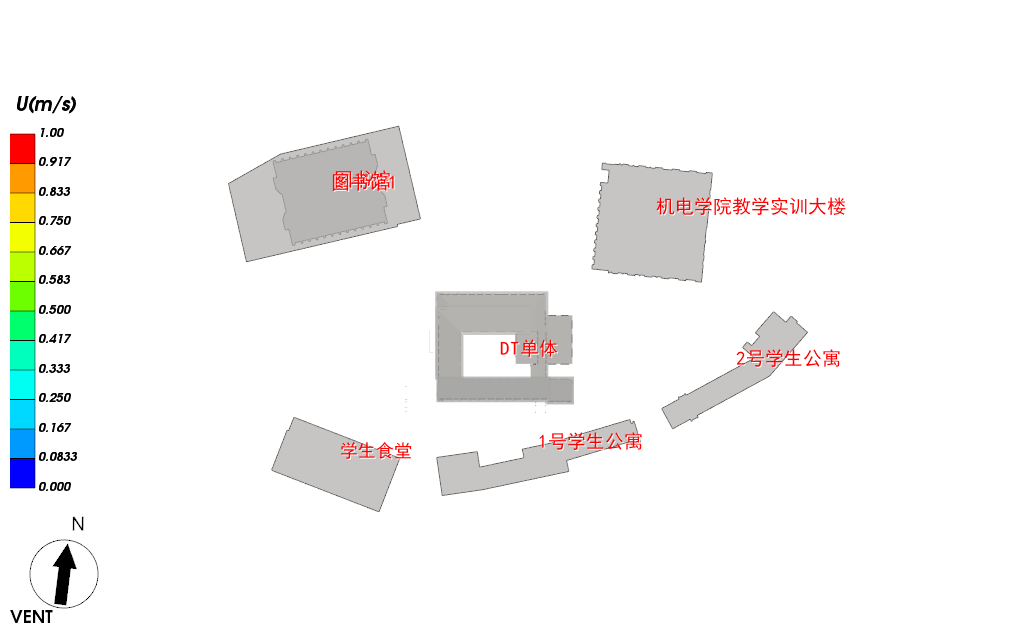 U(m/s)
1.00
0.917
0.833
0.750
0.667
0.583
0.500
0.417
0.333
0.250
0.167
0.0833
0.000
图书馆
图书馆1
机电学院教学实训大楼
DT单体
2号学生公寓
1号学生公寓
学生食堂
N
VENT